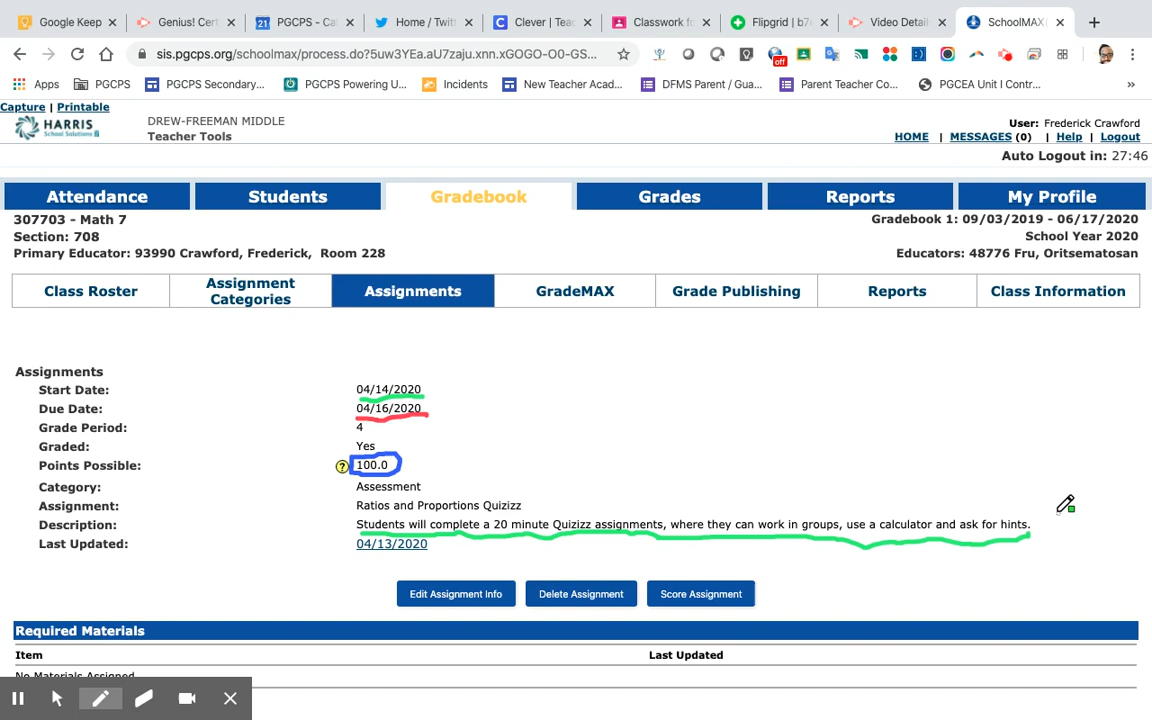 Google Keep
Genius! Cer
PGCPS - Ca
Home / Twit
Clever | Tea
Classwork fo
Flipgrid | b7
Video Detail
SchoolMAX
sis.pgcps.org/schoolmax/process.do?5uw3YEa.aU7zaju.xnn.xGOGO-O0-GS...
off
Apps
PGCPS
PGCPS Secondary...
PGCPS Powering U...
Incidents
New Teacher Acad...
DFMS Parent / Gua...
Parent Teacher Co...
PGCEA Unit I Contr...
»
Capture | Printable
HARRIS
School Solutions
DREW-FREEMAN MIDDLE
Teacher Tools
User: Frederick Crawford
HOME | MESSAGES (0) | Help | Logout
Auto Logout in: 27:46
Attendance
Students
Gradebook
Grades
Reports
My Profile
307703 - Math 7
Section: 708
Primary Educator: 93990 Crawford, Frederick, Room 228
Gradebook 1: 09/03/2019 - 06/17/2020
School Year 2020
Educators: 48776 Fru, Oritsematosan
Class Roster
Assignment
Categories
Assignments
GradeMAX
Grade Publishing
Reports
Class Information
Assignments
Start Date: 04/14/2020
Due Date: 04/16/2020
Grade Period: 4
Graded: Yes
Points Possible: ? 100.0
Category: Assessment
Assignment: Ratios and Proportions Quizizz
Description: Students will complete a 20 minute Quizizz assignments, where they can work in groups, use a calculator and ask for hints.
Last Updated: 04/13/2020
Edit Assignment Info
Delete Assignment
Score Assignment
Required Materials
Item
Last Updated
No Materials Assigned